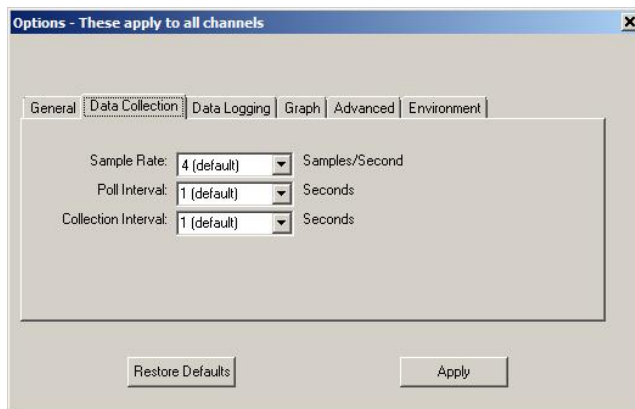 Options - These apply to all channels
General Data Collection Data Logging Graph Advanced Environment
Sample Rate: 4 (default) Samples/Second
Poll Interval: 1 (default) Seconds
Collection Interval: 1 (default) Seconds
Restore Defaults Apply